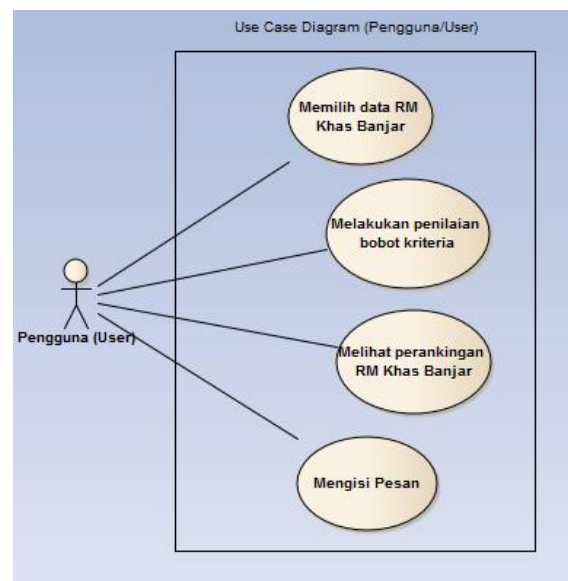 Use Case Diagram (Pengguna/User)
Memilih data RM
Khas Banjar
Melakukan penilaian
bobot kriteria
Pengguna (User)
Melihat perankingan
RM Khas Banjar
Mengisi Pesan